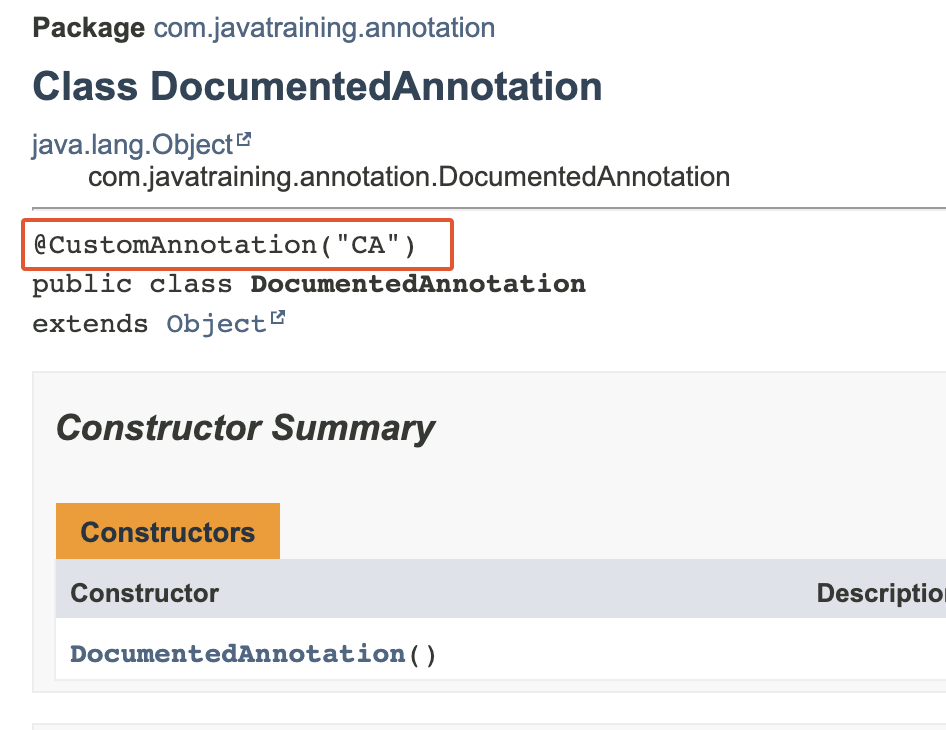 Package com.javatraining.annotation
Class DocumentedAnnotation
java.lang.Object
com.javatraining.annotation.DocumentedAnnotation
@CustomAnnotation("CA")
public class DocumentedAnnotation
extends Object
Constructor Summary
Constructors
Constructor Descriptio
DocumentedAnnotation()